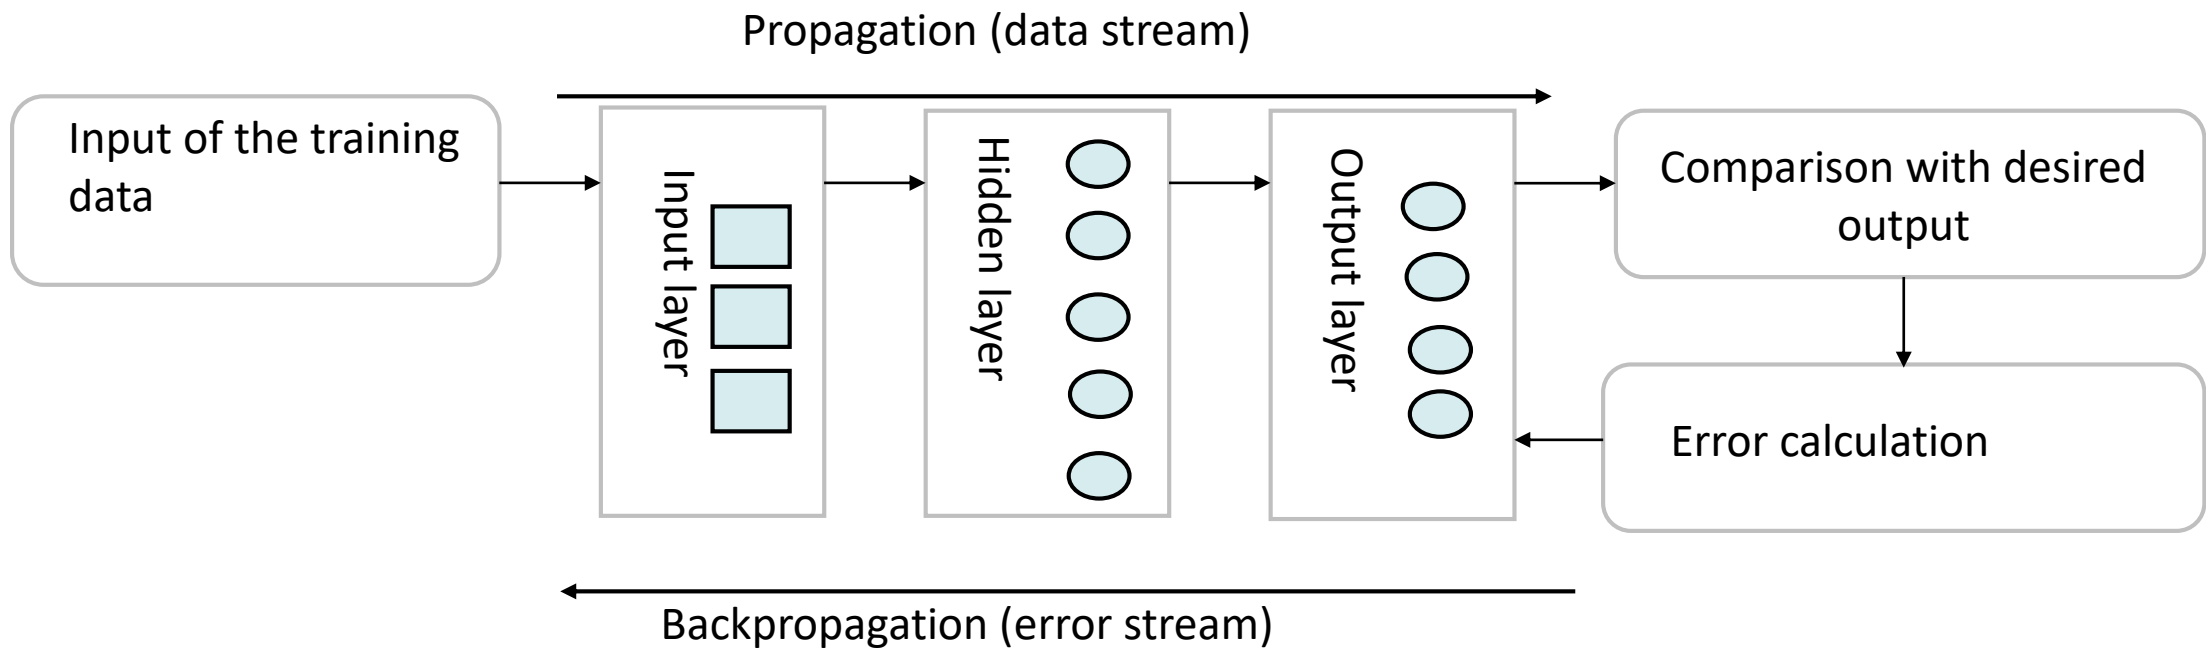 Propagation (data stream)
Input of the training
data
Input layer
Hidden layer
Output layer
Comparison with desired
output
Error calculation
Backpropagation (error stream)